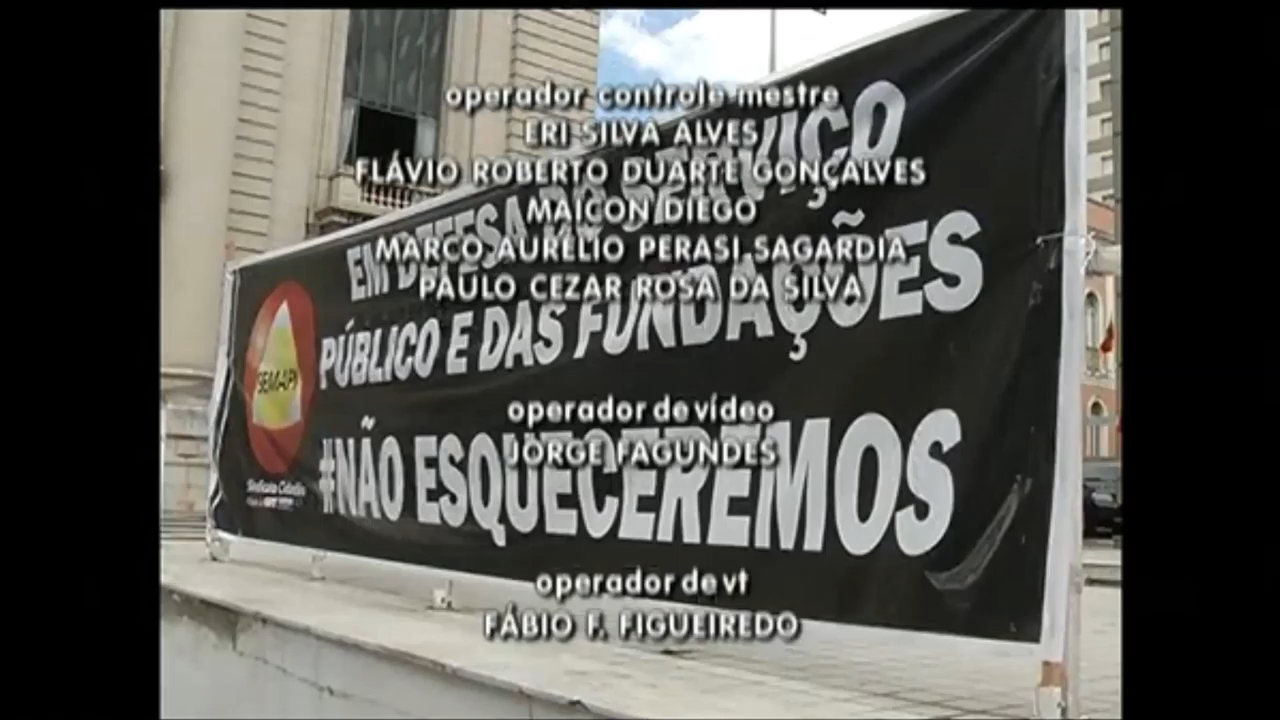 operador controle mestre
ERI SILVA ALVES
FLÁVIO ROBERTO DUARTE GONÇALVES
MAICON DIEGO
MARCO AURÉLIO PERASI SAGARDIA
PAULO CEZAR ROSA DA SILVA
operador de vídeo
JORGE FAGUNDES
operador de vt
FÁBIO F. FIGUEIREDO
EM DEFESA DO SERVIÇO
PÚBLICO E DAS FUNDAÇÕES
#NÃO ESQUECEREMOS
SEMAPI
Sindicato Cidadão